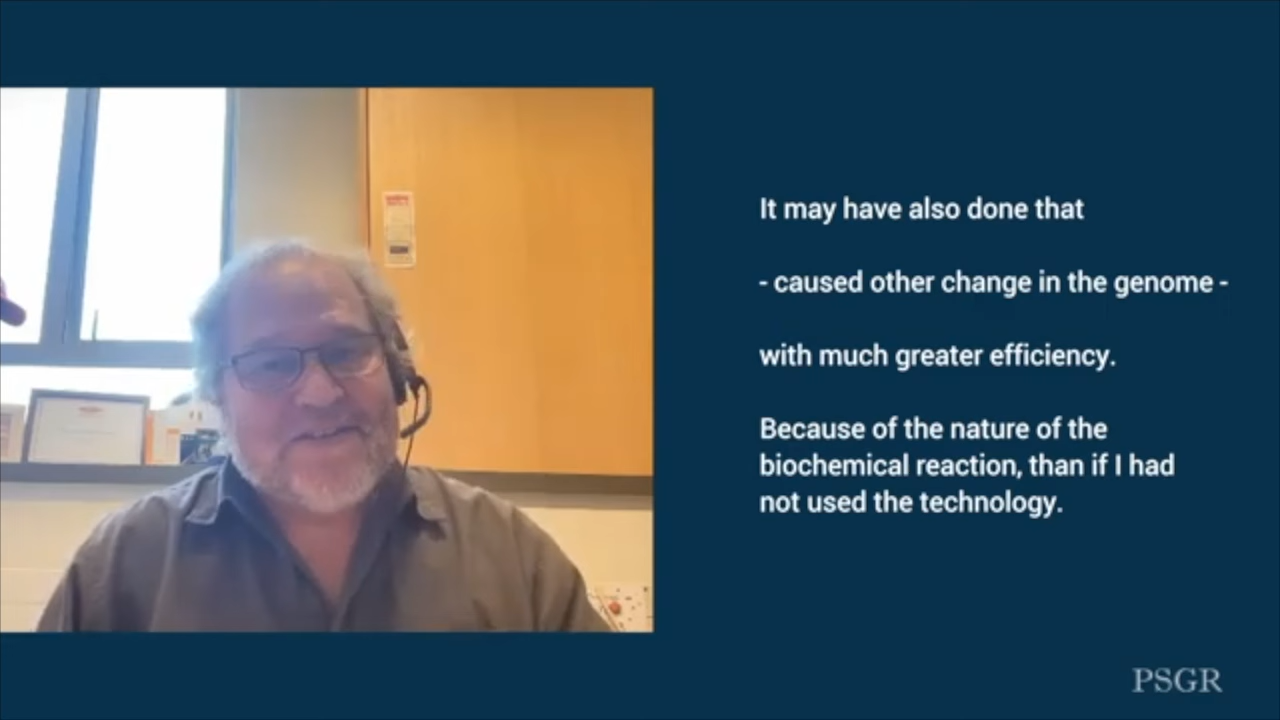 It may have also done that
- caused other change in the genome -
with much greater efficiency.
Because of the nature of the
biochemical reaction, than if I had
not used the technology.
PSGR